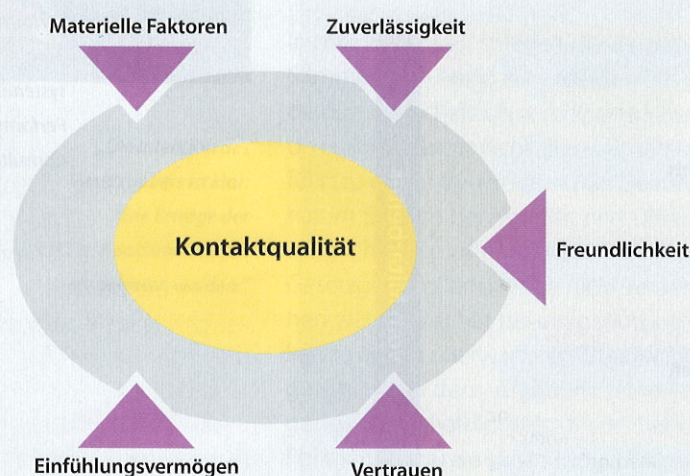 Materielle Faktoren
Zuverlässigkeit
Kontaktqualität
Freundlichkeit
Einfühlungsvermögen
Vertrauen